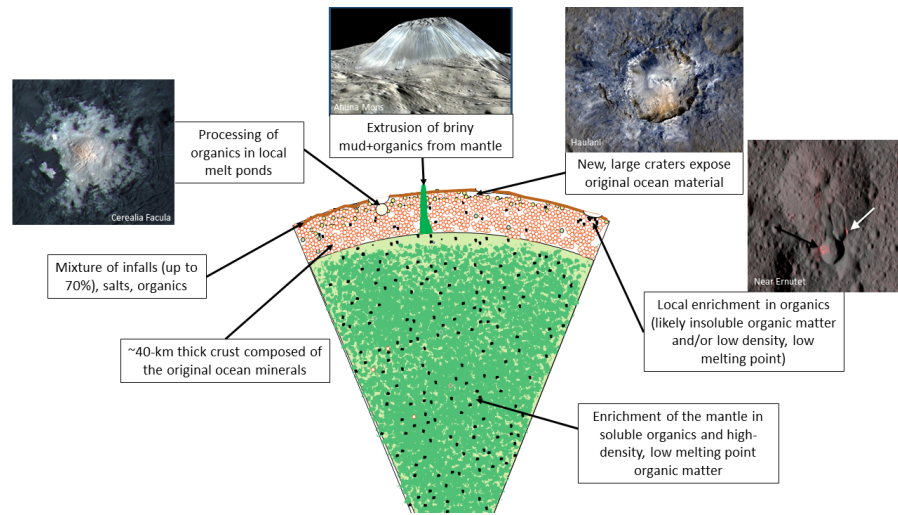 Ahuna Mons
Extrusion of briny
mud+organics from mantle
Haulani
New, large craters expose
original ocean material
Cerealia Facula
Processing of
organics in local
melt ponds
Near Ernutet
Mixture of infalls (up to
70%), salts, organics
Local enrichment in organics
(likely insoluble organic matter
and/or low density, low
melting point)
~40-km thick crust composed of
the original ocean minerals
Enrichment of the mantle in
soluble organics and high-
density, low melting point
organic matter